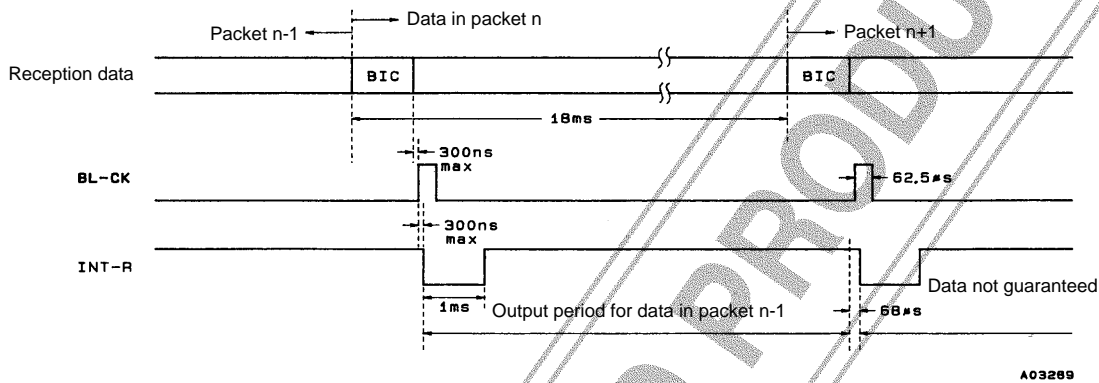 Data in packet n
Packet n-1
Packet n+1
Reception data
BIC
BIC
18ms
300ns
max
BL-CK
62,5µs
300ns
max
INT-R
Data not guaranteed
1ms
Output period for data in packet n-1
68µs
A03289